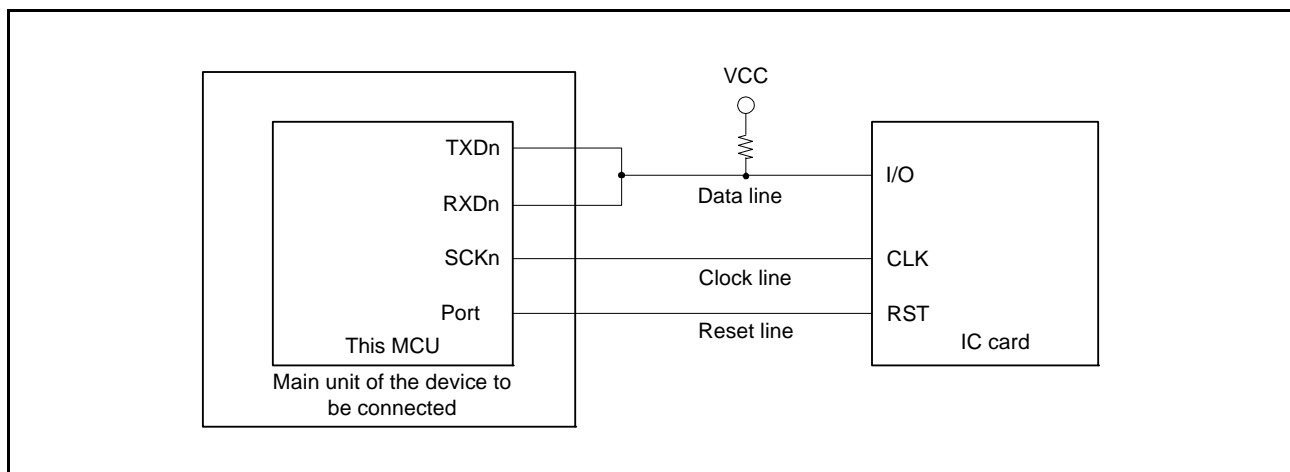 VCC
TXDn
RXDn
SCKn
Port
This MCU
Main unit of the device to
be connected
Data line
Clock line
Reset line
I/O
CLK
RST
IC card